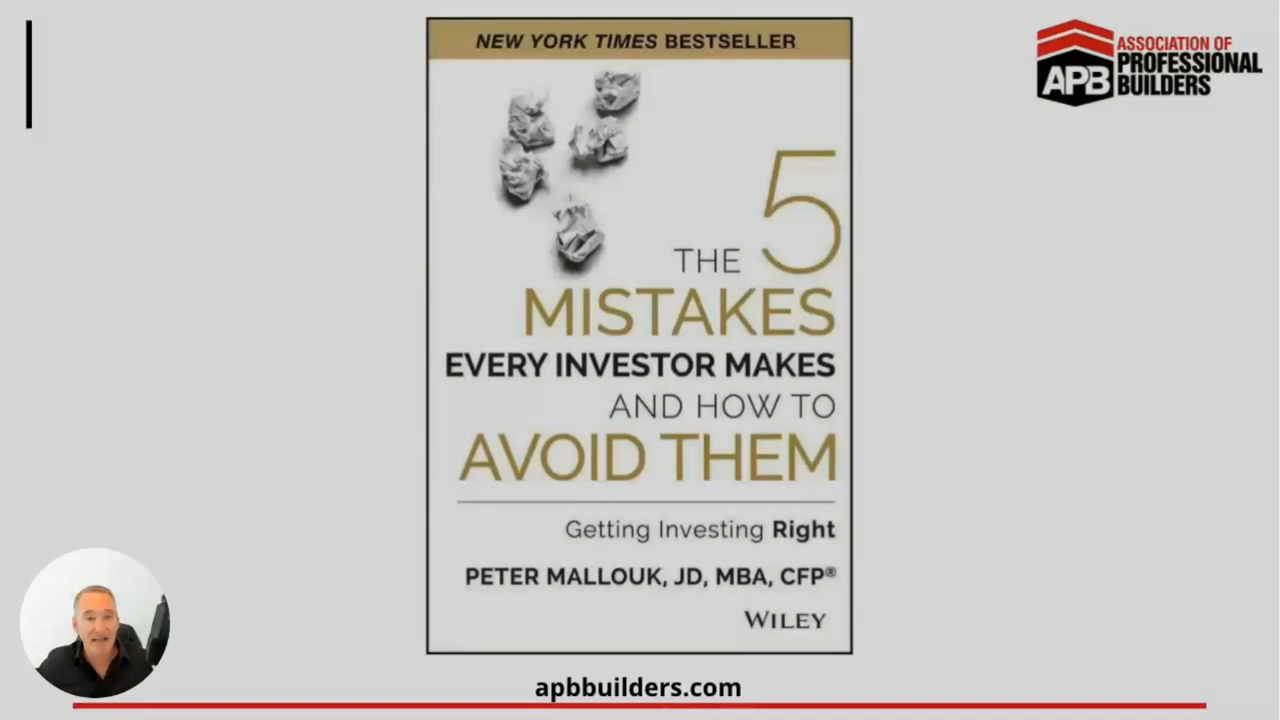 NEW YORK TIMES BESTSELLER
APB
ASSOCIATION OF
PROFESSIONAL
BUILDERS
THE 5
MISTAKES
EVERY INVESTOR MAKES
AND HOW TO
AVOID THEM
Getting Investing Right
PETER MALLOUK, JD, MBA, CFP®
WILEY
apbbuilders.com